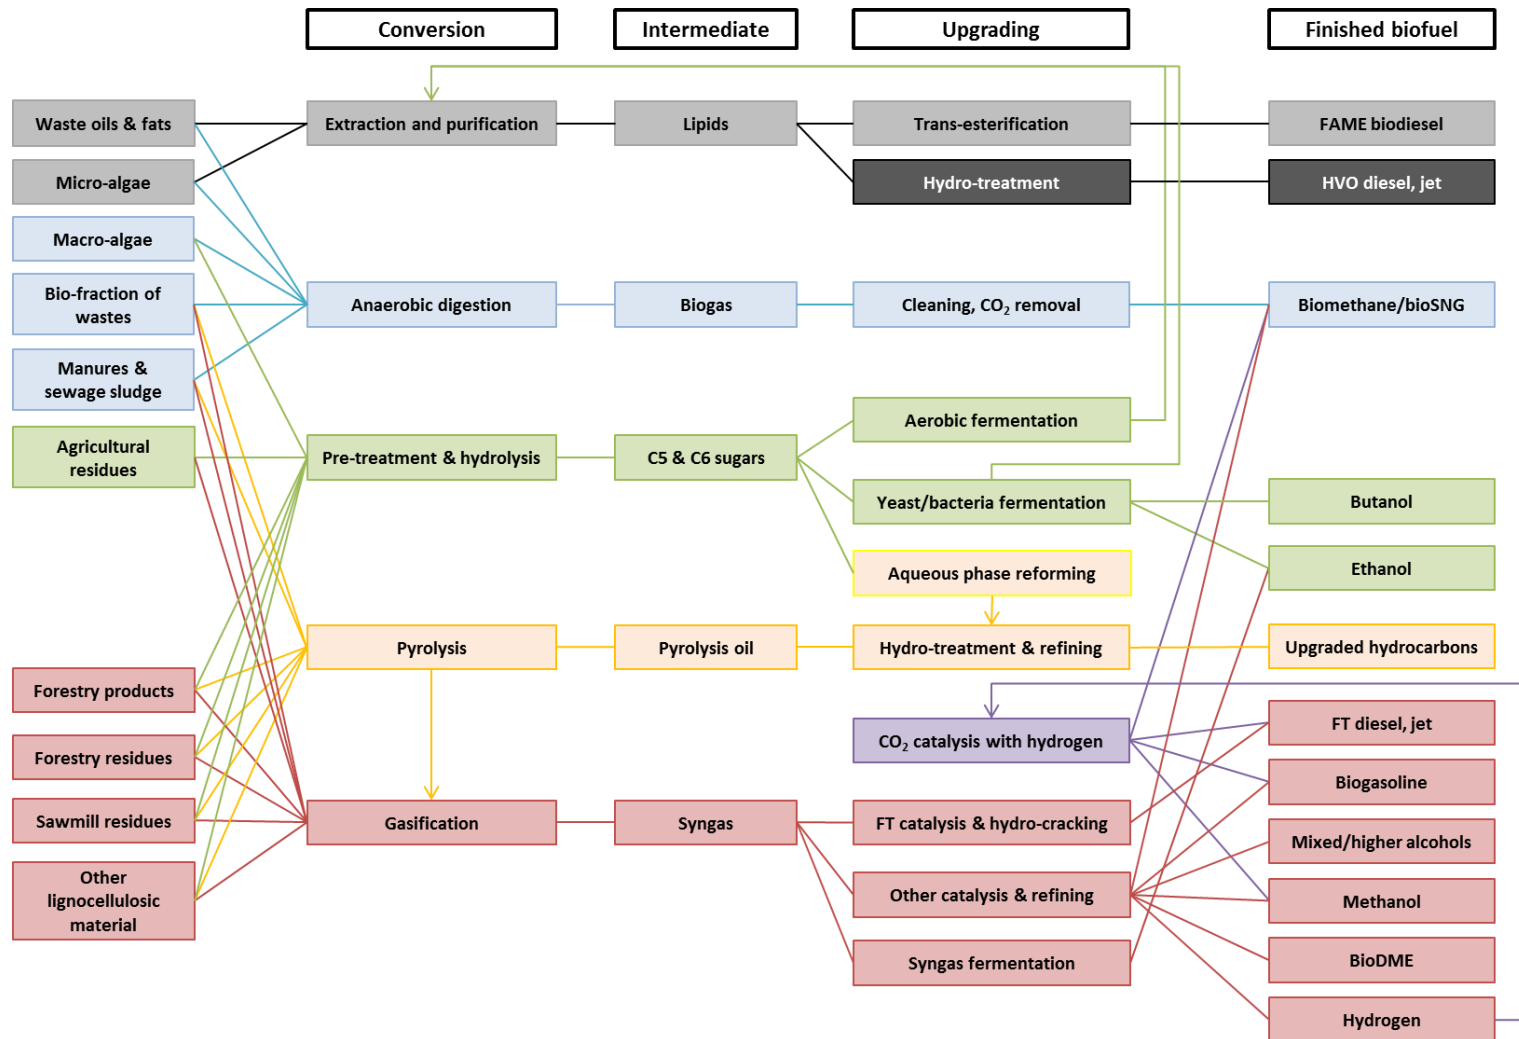 Conversion
Intermediate
Upgrading
Finished biofuel
Waste oils & fats
Extraction and purification
Lipids
Trans-esterification
FAME biodiesel
Micro-algae
Hydro-treatment
HVO diesel, jet
Macro-algae
Bio-fraction of
wastes
Anaerobic digestion
Biogas
Cleaning, CO₂ removal
Biomethane/bioSNG
Manures &
sewage sludge
Aerobic fermentation
Agricultural
residues
Pre-treatment & hydrolysis
C5 & C6 sugars
Yeast/bacteria fermentation
Butanol
Aqueous phase reforming
Ethanol
Pyrolysis
Pyrolysis oil
Hydro-treatment & refining
Upgraded hydrocarbons
Forestry products
CO₂ catalysis with hydrogen
FT diesel, jet
Forestry residues
Biogasoline
Sawmill residues
Gasification
Syngas
FT catalysis & hydro-cracking
Mixed/higher alcohols
Other
lignocellulosic
material
Other catalysis & refining
Methanol
Syngas fermentation
BioDME
Hydrogen